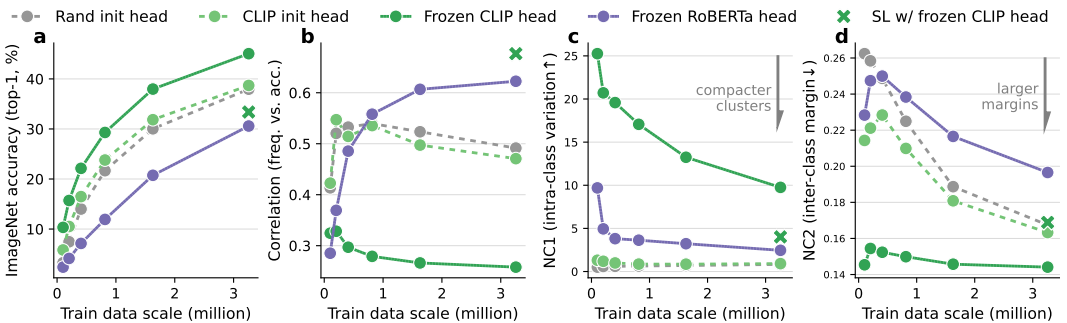 Rand init head CLIP init head Frozen CLIP head Frozen RoBERTa head SL w/ frozen CLIP head
a
ImageNet accuracy (top-1, %)
40
30
20
10
0 1 2 3
Train data scale (million)
b
Correlation (freq. vs. acc.)
0.6
0.5
0.4
0.3
0 1 2 3
Train data scale (million)
c
NC1 (intra-class variation↑)
25
20
15
10
5
0
compacter
clusters
0 1 2 3
Train data scale (million)
d
NC2 (inter-class margin↓)
0.26
0.24
0.22
0.20
0.18
0.16
0.14
larger
margins
0 1 2 3
Train data scale (million)